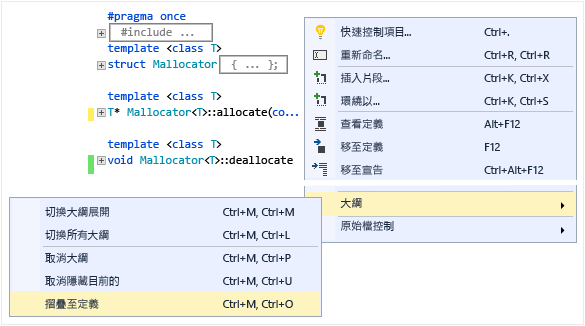 #pragma once
#include ...
template <class T>
struct Mallocator { ... };
template <class T>
T* Mallocator<T>::allocate(co...
template <class T>
void Mallocator<T>::deallocate
快速控制項目... Ctrl+.
重新命名... Ctrl+R, Ctrl+R
插入片段... Ctrl+K, Ctrl+X
環繞以... Ctrl+K, Ctrl+S
查看定義 Alt+F12
移至定義 F12
移至宣告 Ctrl+Alt+F12
大綱
原始檔控制
切換大綱展開 Ctrl+M, Ctrl+M
切換所有大綱 Ctrl+M, Ctrl+L
取消大綱 Ctrl+M, Ctrl+P
取消隱藏目前的 Ctrl+M, Ctrl+U
摺疊至定義 Ctrl+M, Ctrl+O